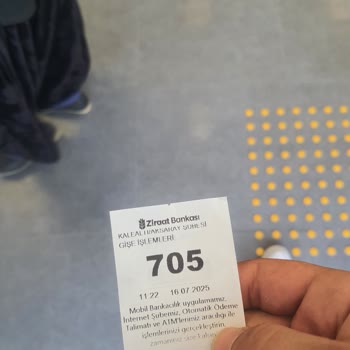 Ziraat Bankası
KALEALTI/AKSARAY ŞUBESİ
GİŞE İŞLEMLERİ
705
11:22 16.07.2025
Mobil Bankacılık uygulamamız,
İnternet Şubemiz, Otomatik Ödeme
Talimatı ve ATM'lerimiz aracılığı ile
işlemlerinizi gerçekleştirin,
zamanınız